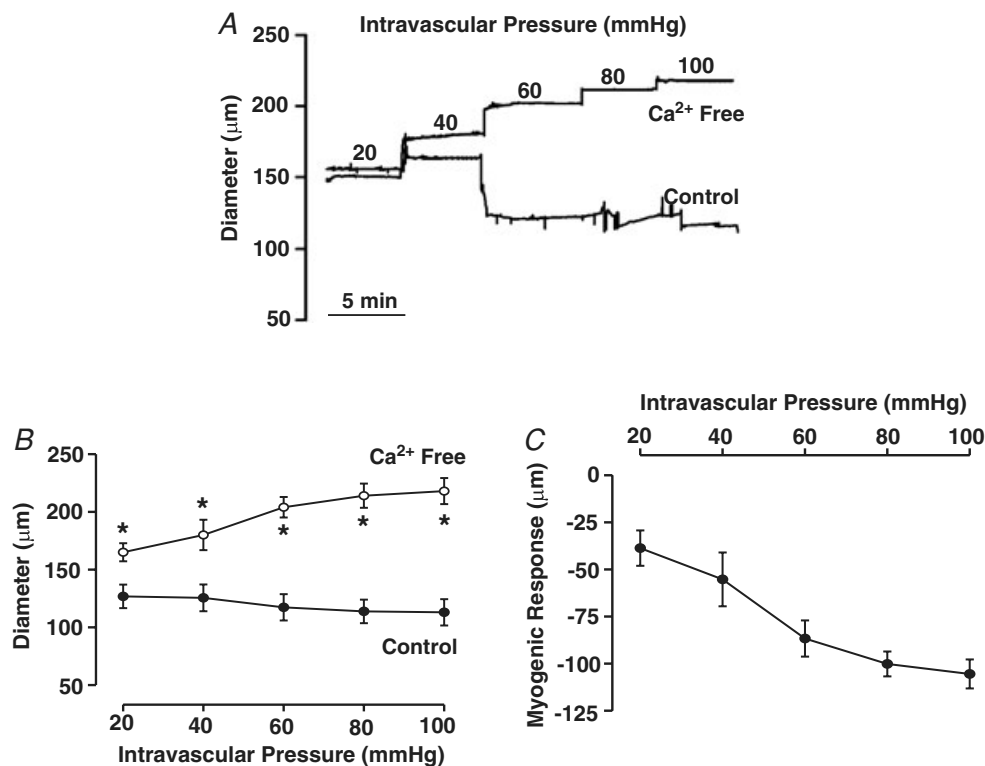 A
Intravascular Pressure (mmHg)
250
200
150
100
50
Diameter (μm)
20
40
60
80
100
Ca²⁺ Free
Control
5 min
B
250
200
150
100
50
Diameter (μm)
Ca²⁺ Free
* * * * *
Control
20 40 60 80 100
Intravascular Pressure (mmHg)
C
Intravascular Pressure (mmHg)
20 40 60 80 100
0
-25
-50
-75
-100
-125
Myogenic Response (μm)